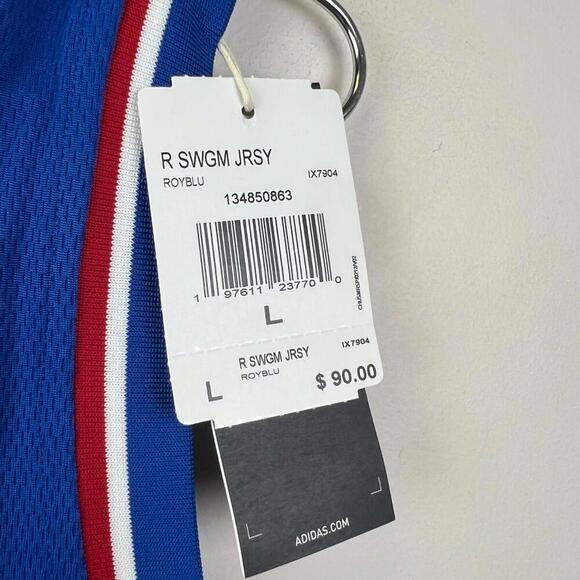 R SWGM JRSY
ROYBLU IX7904
134850863
1 97611 23770 0
L
R SWGM JRSY IX7904
L ROYBLU $ 90.00
ADIDAS.COM